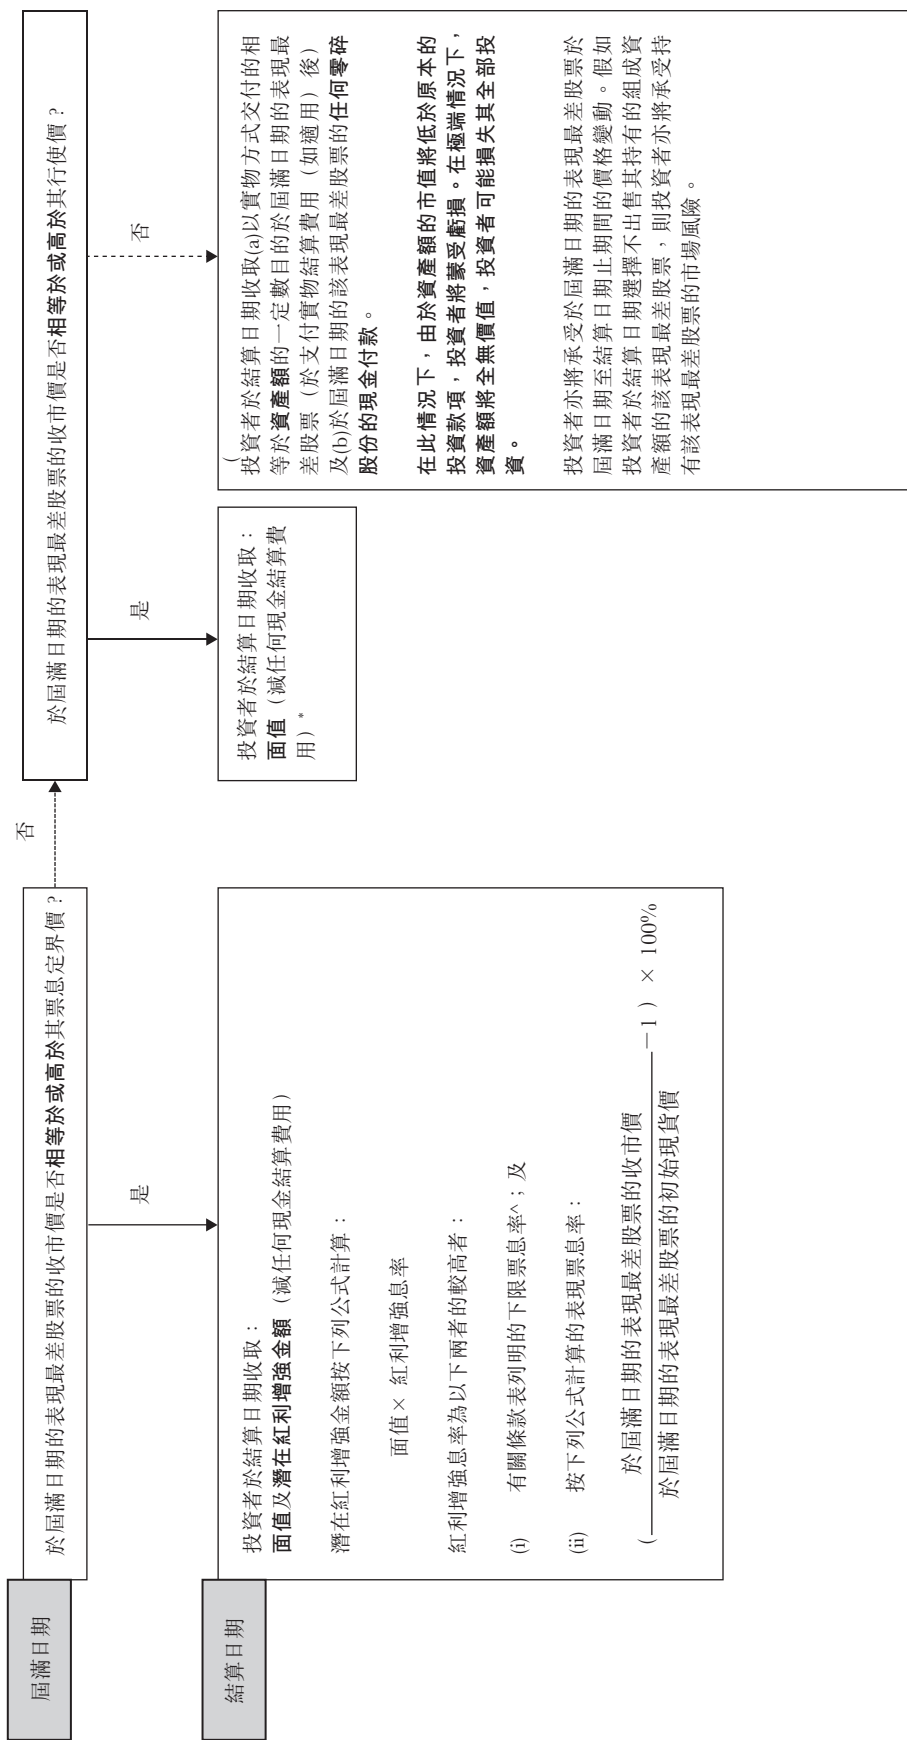 屆滿日期
於屆滿日期的表現最差股票的收市價是否相等於或高於其票息定界價？
否
於屆滿日期的表現最差股票的收市價是否相等於或高於其行使價？
是
是
否
結算日期
投資者於結算日期收取：
面值及潛在紅利增強金額（減任何現金結算費用）
潛在紅利增強金額按下列公式計算：
面值× 紅利增強息率
紅利增強息率為以下兩者的較高者：
(i) 有關條款表列明的下限票息率^；及
(ii) 按下列公式計算的表現票息率：
於屆滿日期的表現最差股票的收市價
( －1 ) × 100%
於屆滿日期的表現最差股票的初始現貨價
投資者於結算日期收取：
面值（減任何現金結算費
用）*
(
投資者於結算日期收取(a)以實物方式交付的相
等於資產額的一定數目的於屆滿日期的表現最
差股票（於支付實物結算費用（如適用）後）
及(b)於屆滿日期的該表現最差股票的任何零碎
股份的現金付款。
在此情況下，由於資產額的市值將低於原本的
投資款項，投資者將蒙受虧損。在極端情況下，
資產額將全無價值，投資者可能損失其全部投
資。
投資者亦將承受於屆滿日期的表現最差股票於
屆滿日期至結算日期止期間的價格變動。假如
投資者於結算日期選擇不出售其持有的組成資
產額的該表現最差股票，則投資者亦將承受持
有該表現最差股票的市場風險。